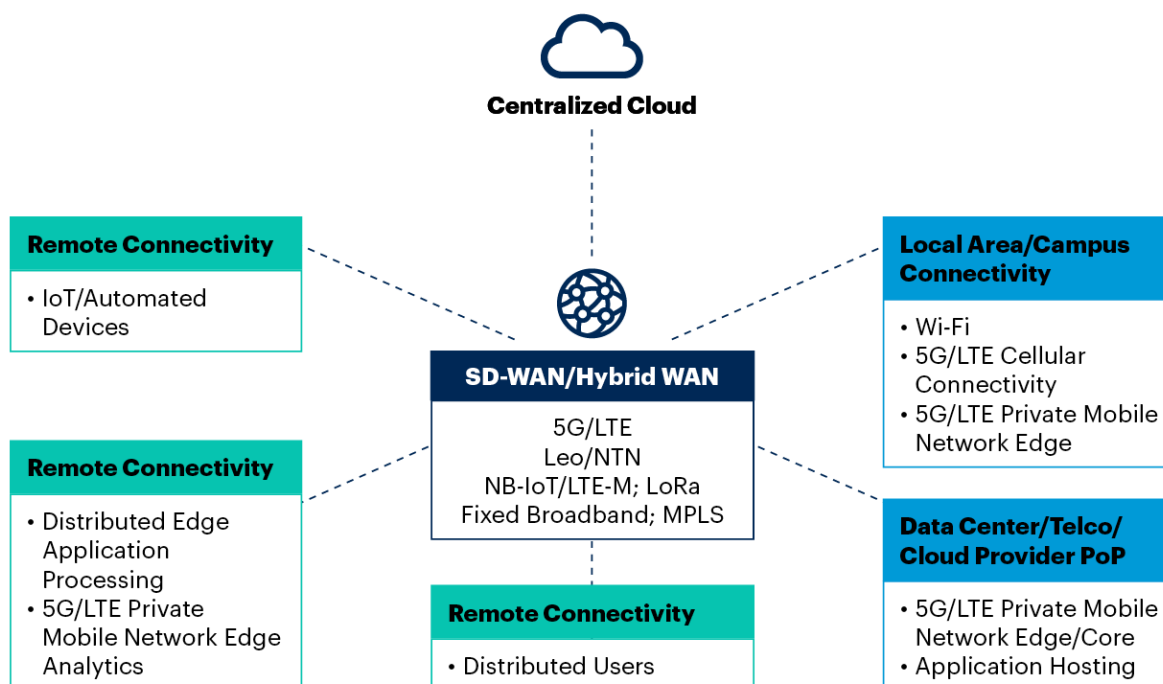 Centralized Cloud
Remote Connectivity
• IoT/Automated
Devices
Local Area/Campus
Connectivity
• Wi-Fi
• 5G/LTE Cellular
Connectivity
• 5G/LTE Private Mobile
Network Edge
SD-WAN/Hybrid WAN
5G/LTE
Leo/NTN
NB-IoT/LTE-M; LoRa
Fixed Broadband; MPLS
Remote Connectivity
• Distributed Edge
Application
Processing
• 5G/LTE Private
Mobile Network Edge
Analytics
Remote Connectivity
• Distributed Users
Data Center/Telco/
Cloud Provider PoP
• 5G/LTE Private Mobile
Network Edge/Core
• Application Hosting